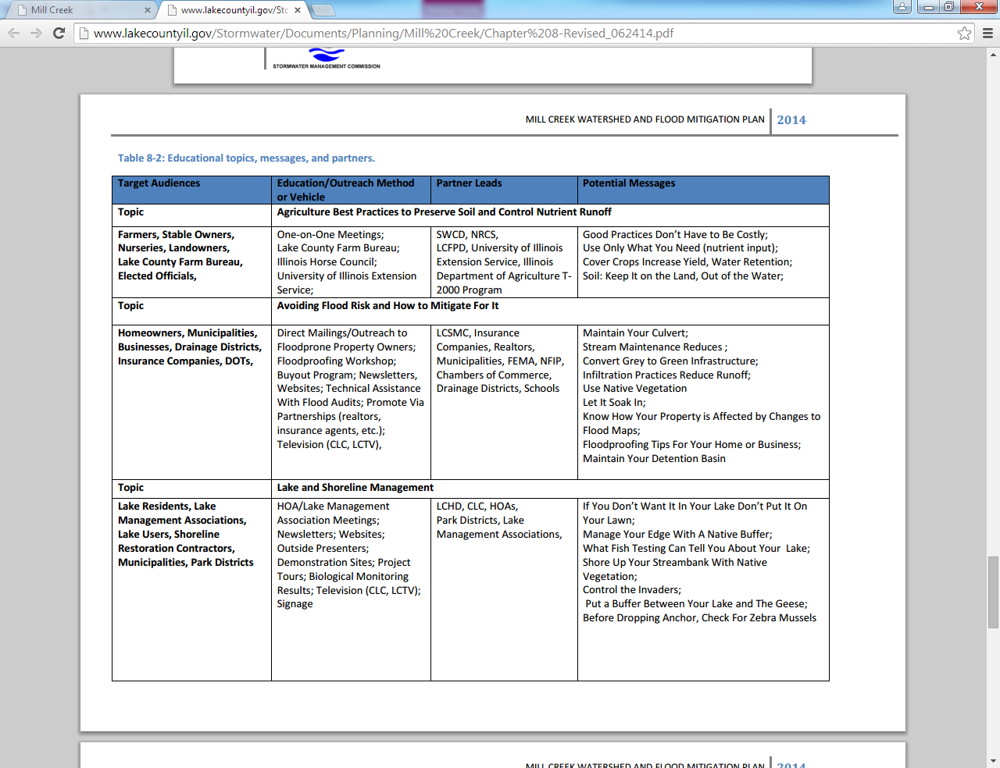 Mill Creek
www.lakecountyil.gov/Sto
www.lakecountyil.gov/Stormwater/Documents/Planning/Mill%20Creek/Chapter%208-Revised_062414.pdf
STORMWATER MANAGEMENT COMMISSION
MILL CREEK WATERSHED AND FLOOD MITIGATION PLAN 2014
Table 8-2: Educational topics, messages, and partners.
Target Audiences
Education/Outreach Method
or Vehicle
Partner Leads
Potential Messages
Topic
Agriculture Best Practices to Preserve Soil and Control Nutrient Runoff
Farmers, Stable Owners,
Nurseries, Landowners,
Lake County Farm Bureau,
Elected Officials,
One-on-One Meetings;
Lake County Farm Bureau;
Illinois Horse Council;
University of Illinois Extension
Service;
SWCD, NRCS,
LCFPD, University of Illinois
Extension Service, Illinois
Department of Agriculture T-
2000 Program
Good Practices Don’t Have to Be Costly;
Use Only What You Need (nutrient input);
Cover Crops Increase Yield, Water Retention;
Soil: Keep It on the Land, Out of the Water;
Topic
Avoiding Flood Risk and How to Mitigate For It
Homeowners, Municipalities,
Businesses, Drainage Districts,
Insurance Companies, DOTs,
Direct Mailings/Outreach to
Floodprone Property Owners;
Floodproofing Workshop;
Buyout Program; Newsletters,
Websites; Technical Assistance
With Flood Audits; Promote Via
Partnerships (realtors,
insurance agents, etc.);
Television (CLC, LCTV),
LCSMC, Insurance
Companies, Realtors,
Municipalities, FEMA, NFIP,
Chambers of Commerce,
Drainage Districts, Schools
Maintain Your Culvert;
Stream Maintenance Reduces ;
Convert Grey to Green Infrastructure;
Infiltration Practices Reduce Runoff;
Use Native Vegetation
Let It Soak In;
Know How Your Property is Affected by Changes to
Flood Maps;
Floodproofing Tips For Your Home or Business;
Maintain Your Detention Basin
Topic
Lake and Shoreline Management
Lake Residents, Lake
Management Associations,
Lake Users, Shoreline
Restoration Contractors,
Municipalities, Park Districts
HOA/Lake Management
Association Meetings;
Newsletters; Websites;
Outside Presenters;
Demonstration Sites; Project
Tours; Biological Monitoring
Results; Television (CLC, LCTV);
Signage
LCHD, CLC, HOAs,
Park Districts, Lake
Management Associations,
If You Don’t Want It In Your Lake Don’t Put It On
Your Lawn;
Manage Your Edge With A Native Buffer;
What Fish Testing Can Tell You About Your Lake;
Shore Up Your Streambank With Native
Vegetation;
Control the Invaders;
Put a Buffer Between Your Lake and The Geese;
Before Dropping Anchor, Check For Zebra Mussels
MILL CREEK WATERSHED AND FLOOD MITIGATION PLAN 2014